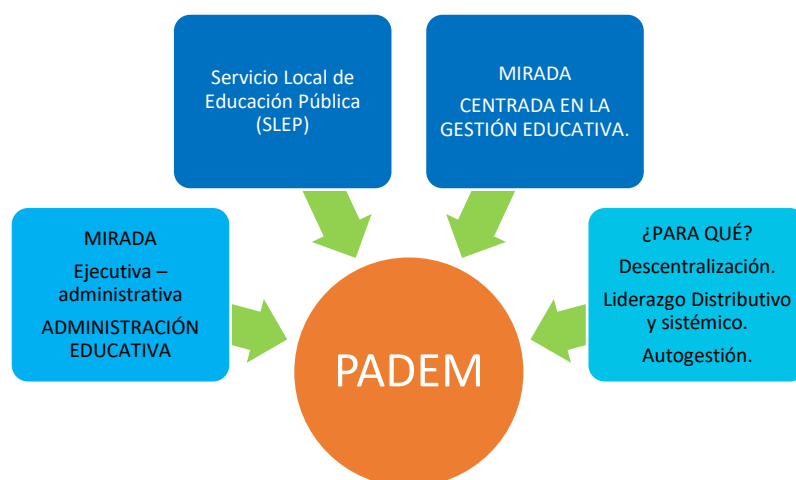 Servicio Local de
Educación Pública
(SLEP)
MIRADA
CENTRADA EN LA
GESTIÓN EDUCATIVA.
MIRADA
Ejecutiva –
administrativa
ADMINISTRACIÓN
EDUCATIVA
¿PARA QUÉ?
Descentralización.
Liderazgo Distributivo
y sistémico.
Autogestión.
PADEM